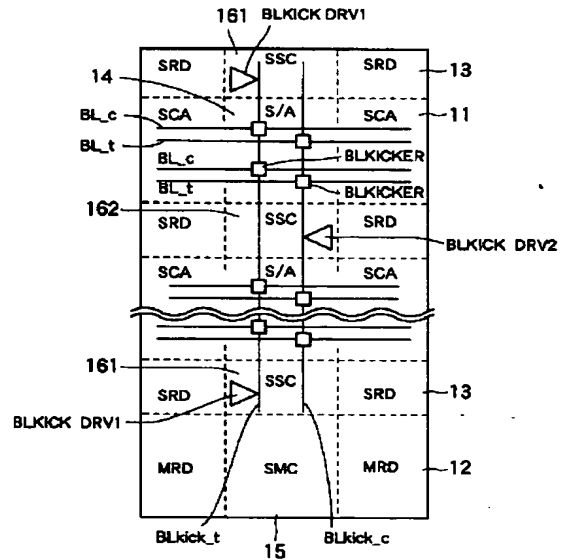 161 BLKICK DRV1
SRD SSC SRD 13
14
BL_c SCA S/A SCA 11
BL_t
BL_c BLKICKER
BL_t BLKICKER
162
SRD SSC SRD
BLKICK DRV2
SCA S/A SCA
161
SRD SSC SRD 13
BLKICK DRV1
MRD SMC MRD 12
BLkick_t 15 BLkick_c